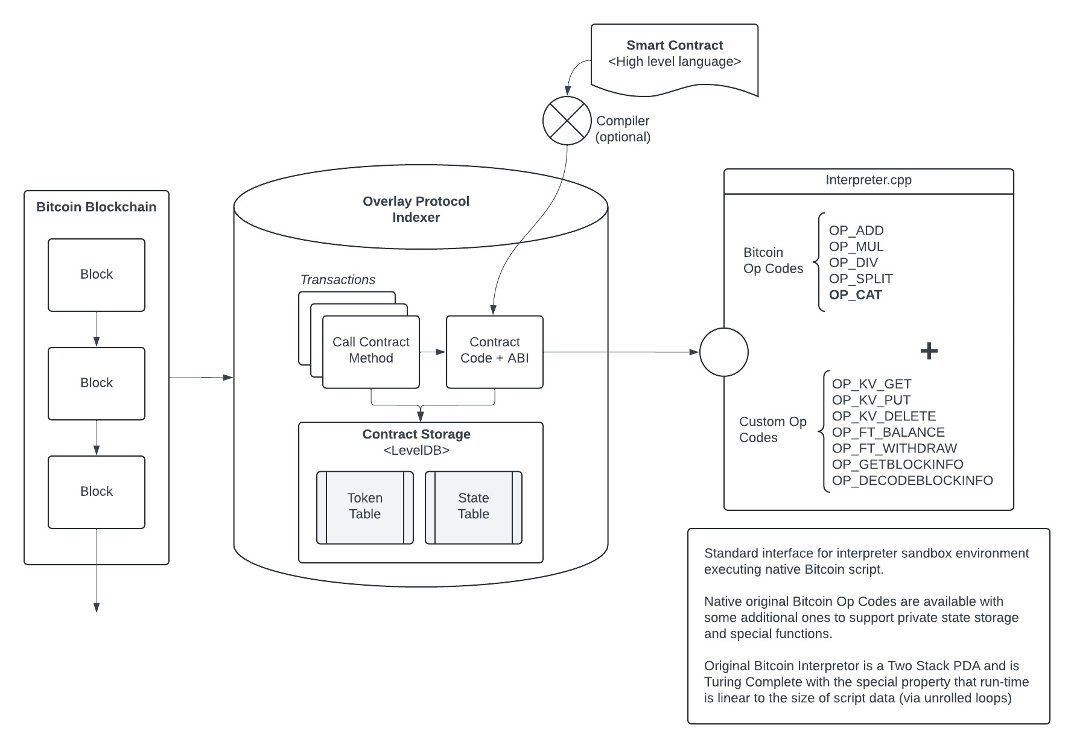 Smart Contract
<High level language>
Compiler
(optional)
Bitcoin Blockchain
Block
Block
Block
Overlay Protocol
Indexer
Transactions
Call Contract
Method
Contract
Code + ABI
Contract Storage
<LevelDB>
Token
Table
State
Table
Interpreter.cpp
Bitcoin
Op Codes
OP_ADD
OP_MUL
OP_DIV
OP_SPLIT
OP_CAT
+
Custom Op
Codes
OP_KV_GET
OP_KV_PUT
OP_KV_DELETE
OP_FT_BALANCE
OP_FT_WITHDRAW
OP_GETBLOCKINFO
OP_DECODEBLOCKINFO
Standard interface for interpreter sandbox environment
executing native Bitcoin script.
Native original Bitcoin Op Codes are available with
some additional ones to support private state storage
and special functions.
Original Bitcoin Interpretor is a Two Stack PDA and is
Turing Complete with the special property that run-time
is linear to the size of script data (via unrolled loops)